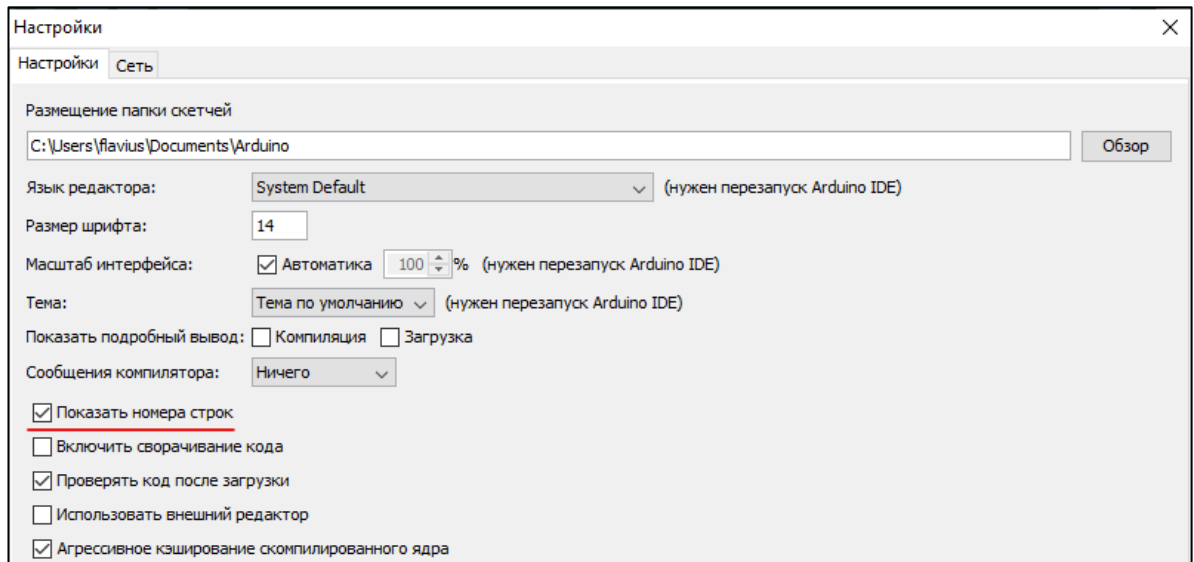 Настройки
Настройки Сеть
Размещение папки скетчей
C:\Users\flavius\Documents\Arduino Обзор
Язык редактора: System Default (нужен перезапуск Arduino IDE)
Размер шрифта: 14
Масштаб интерфейса: Автоматика 100 % (нужен перезапуск Arduino IDE)
Тема: Тема по умолчанию (нужен перезапуск Arduino IDE)
Показать подробный вывод: Компиляция Загрузка
Сообщения компилятора: Ничего
Показать номера строк
Включить сворачивание кода
Проверять код после загрузки
Использовать внешний редактор
Агрессивное кэширование скомпилированного ядра